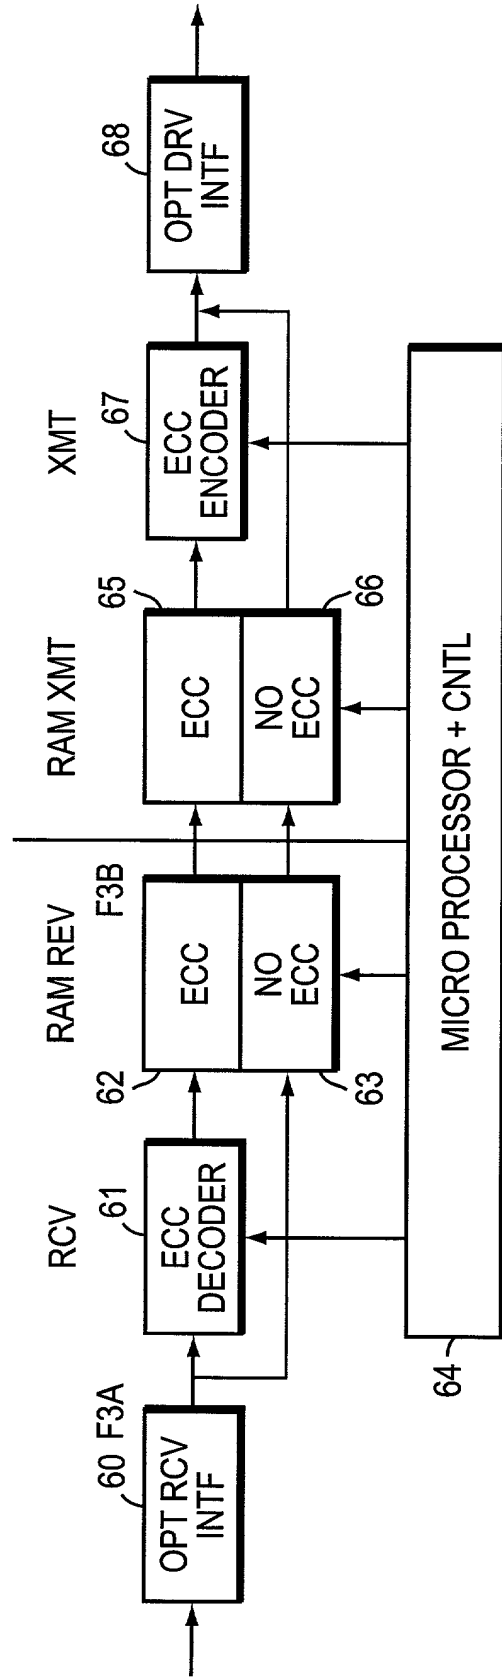 RCV
RAM REV
RAM XMT
XMT
60
F3A
61
62
F3B
65
67
68
OPT RCV
INTF
ECC
DECODER
ECC
NO
ECC
ECC
NO
ECC
ECC
ENCODER
OPT DRV
INTF
63
66
64
MICRO PROCESSOR + CNTL